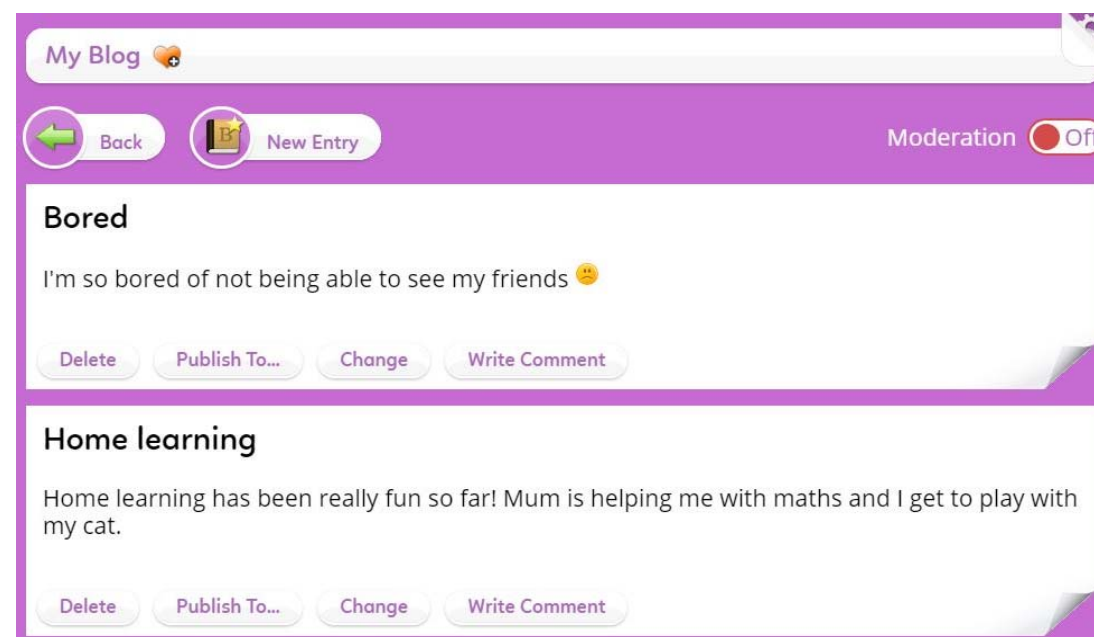 My Blog
Back
New Entry
Moderation
Off
Bored
I'm so bored of not being able to see my friends
Delete
Publish To...
Change
Write Comment
Home learning
Home learning has been really fun so far! Mum is helping me with maths and I get to play with
my cat.
Delete
Publish To...
Change
Write Comment